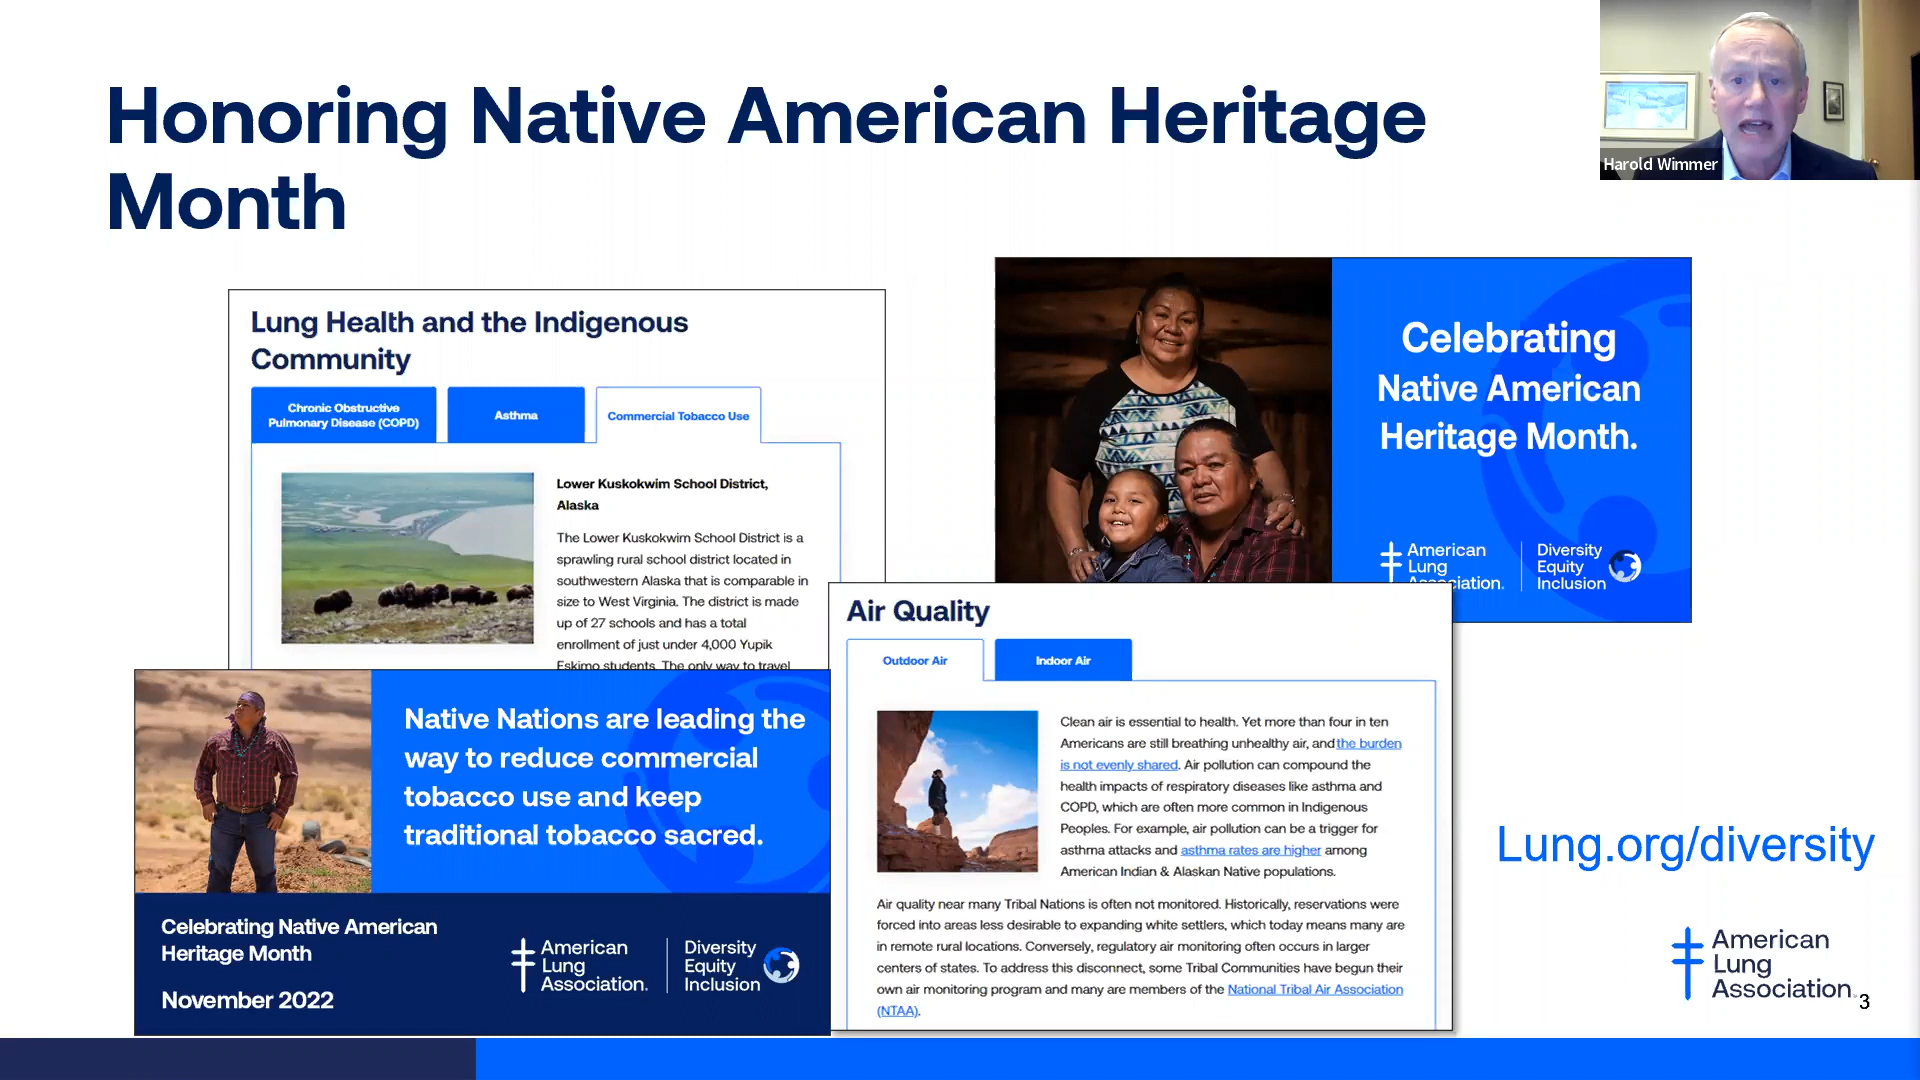 Honoring Native American Heritage
Month
Harold Wimmer
Lung Health and the Indigenous
Community
Chronic Obstructive
Pulmonary Disease (COPD)
Asthma
Commercial Tobacco Use
Lower Kuskokwim School District,
Alaska
The Lower Kuskokwim School District is a
sprawling rural school district located in
southwestern Alaska that is comparable in
size to West Virginia. The district is made
up of 27 schools and has a total
enrollment of just under 4,000 Yupik
Eskimo students. The only way to travel
Celebrating
Native American
Heritage Month.
American
Lung
Association.
Diversity
Equity
Inclusion
Native Nations are leading the
way to reduce commercial
tobacco use and keep
traditional tobacco sacred.
Celebrating Native American
Heritage Month
November 2022
American
Lung
Association.
Diversity
Equity
Inclusion
Air Quality
Outdoor Air
Indoor Air
Clean air is essential to health. Yet more than four in ten
Americans are still breathing unhealthy air, and the burden
is not evenly shared. Air pollution can compound the
health impacts of respiratory diseases like asthma and
COPD, which are often more common in Indigenous
Peoples. For example, air pollution can be a trigger for
asthma attacks and asthma rates are higher among
American Indian & Alaskan Native populations.
Air quality near many Tribal Nations is often not monitored. Historically, reservations were
forced into areas less desirable to expanding white settlers, which today means many are
in remote rural locations. Conversely, regulatory air monitoring often occurs in larger
centers of states. To address this disconnect, some Tribal Communities have begun their
own air monitoring program and many are members of the National Tribal Air Association
(NTAA).
Lung.org/diversity
American
Lung
Association.
3